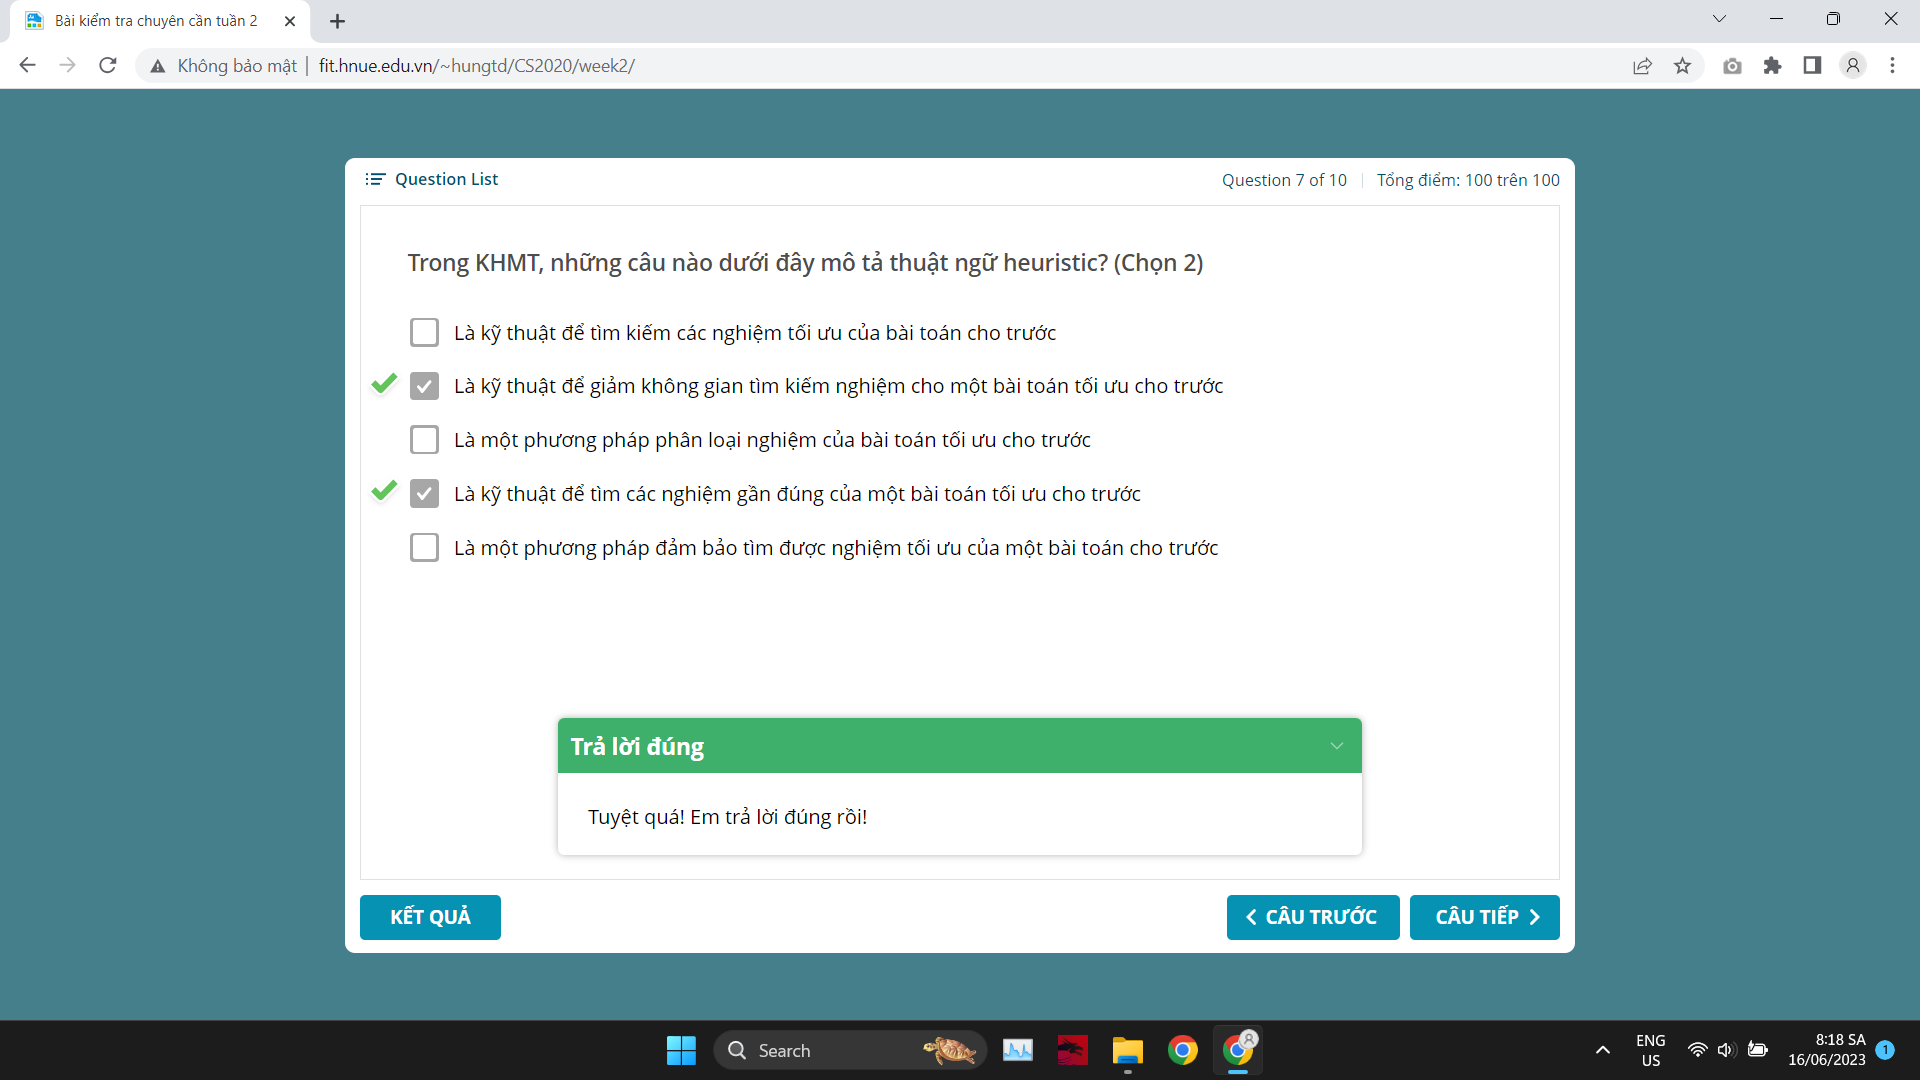 Bài kiểm tra chuyên cần tuần 2
Không bảo mật
fit.hnue.edu.vn/~hungtd/CS2020/week2/
Question List
Question 7 of 10
Tổng điểm: 100 trên 100
Trong KHMT, những câu nào dưới đây mô tả thuật ngữ heuristic? (Chọn 2)
Là kỹ thuật để tìm kiếm các nghiệm tối ưu của bài toán cho trước
Là kỹ thuật để giảm không gian tìm kiếm nghiệm cho một bài toán tối ưu cho trước
Là một phương pháp phân loại nghiệm của bài toán tối ưu cho trước
Là kỹ thuật để tìm các nghiệm gần đúng của một bài toán tối ưu cho trước
Là một phương pháp đảm bảo tìm được nghiệm tối ưu của một bài toán cho trước
Trả lời đúng
Tuyệt quá! Em trả lời đúng rồi!
KẾT QUẢ
CÂU TRƯỚC
CÂU TIẾP
Search
ENG
US
8:18 SA
16/06/2023
1